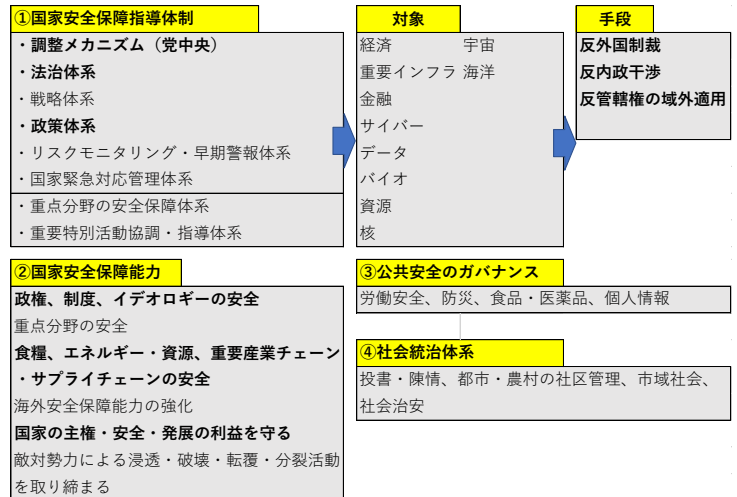 ①国家安全保障指導体制
・調整メカニズム（党中央）
・法治体系
・戦略体系
・政策体系
・リスクモニタリング・早期警報体系
・国家緊急対応管理体系
・重点分野の安全保障体系
・重要特別活動協調・指導体系
対象
経済 宇宙
重要インフラ 海洋
金融
サイバー
データ
バイオ
資源
核
手段
反外国制裁
反内政干渉
反管轄権の域外適用
②国家安全保障能力
政権、制度、イデオロギーの安全
重点分野の安全
食糧、エネルギー・資源、重要産業チェーン
・サプライチェーンの安全
海外安全保障能力の強化
国家の主権・安全・発展の利益を守る
敵対勢力による浸透・破壊・転覆・分裂活動
を取り締まる
③公共安全のガバナンス
労働安全、防災、食品・医薬品、個人情報
④社会統治体系
投書・陳情、都市・農村の社区管理、市域社会、
社会治安